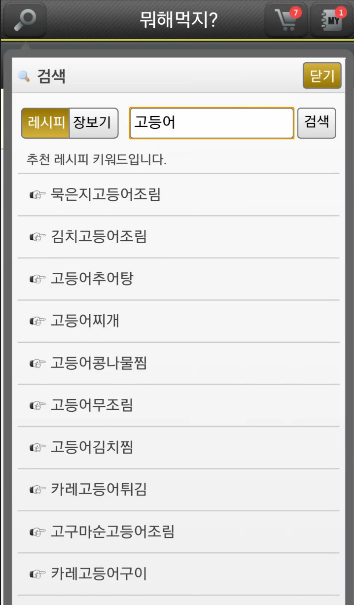 뭐해먹지?
7
MY
1
검색
닫기
레시피 장보기 고등어 검색
추천 레시피 키워드입니다.
묵은지고등어조림
김치고등어조림
고등어추어탕
고등어찌개
고등어콩나물찜
고등어무조림
고등어김치찜
카레고등어튀김
고구마순고등어조림
카레고등어구이